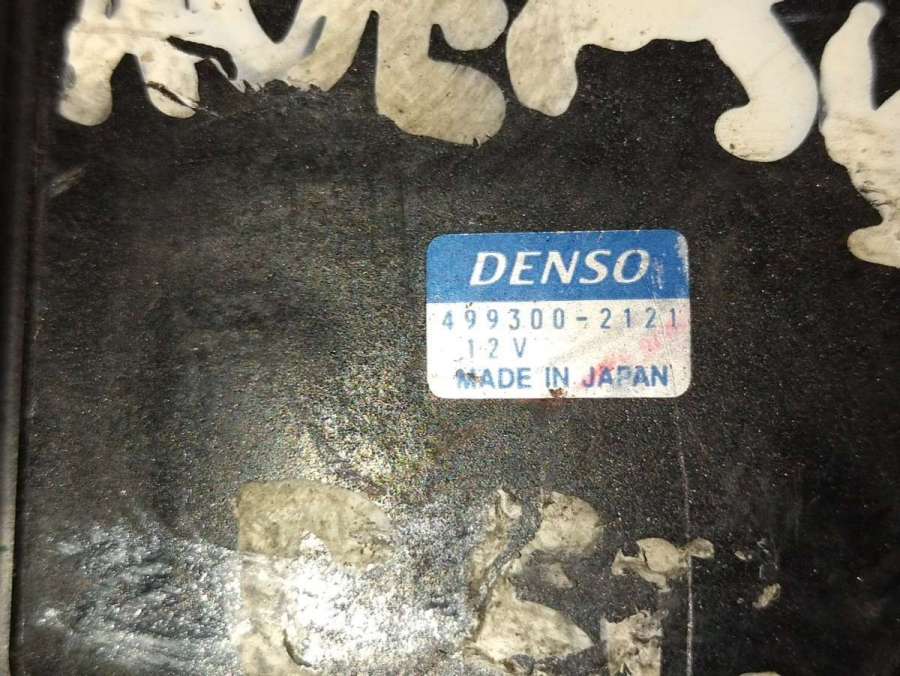 DENSO
499300-2121
12V
MADE IN JAPAN